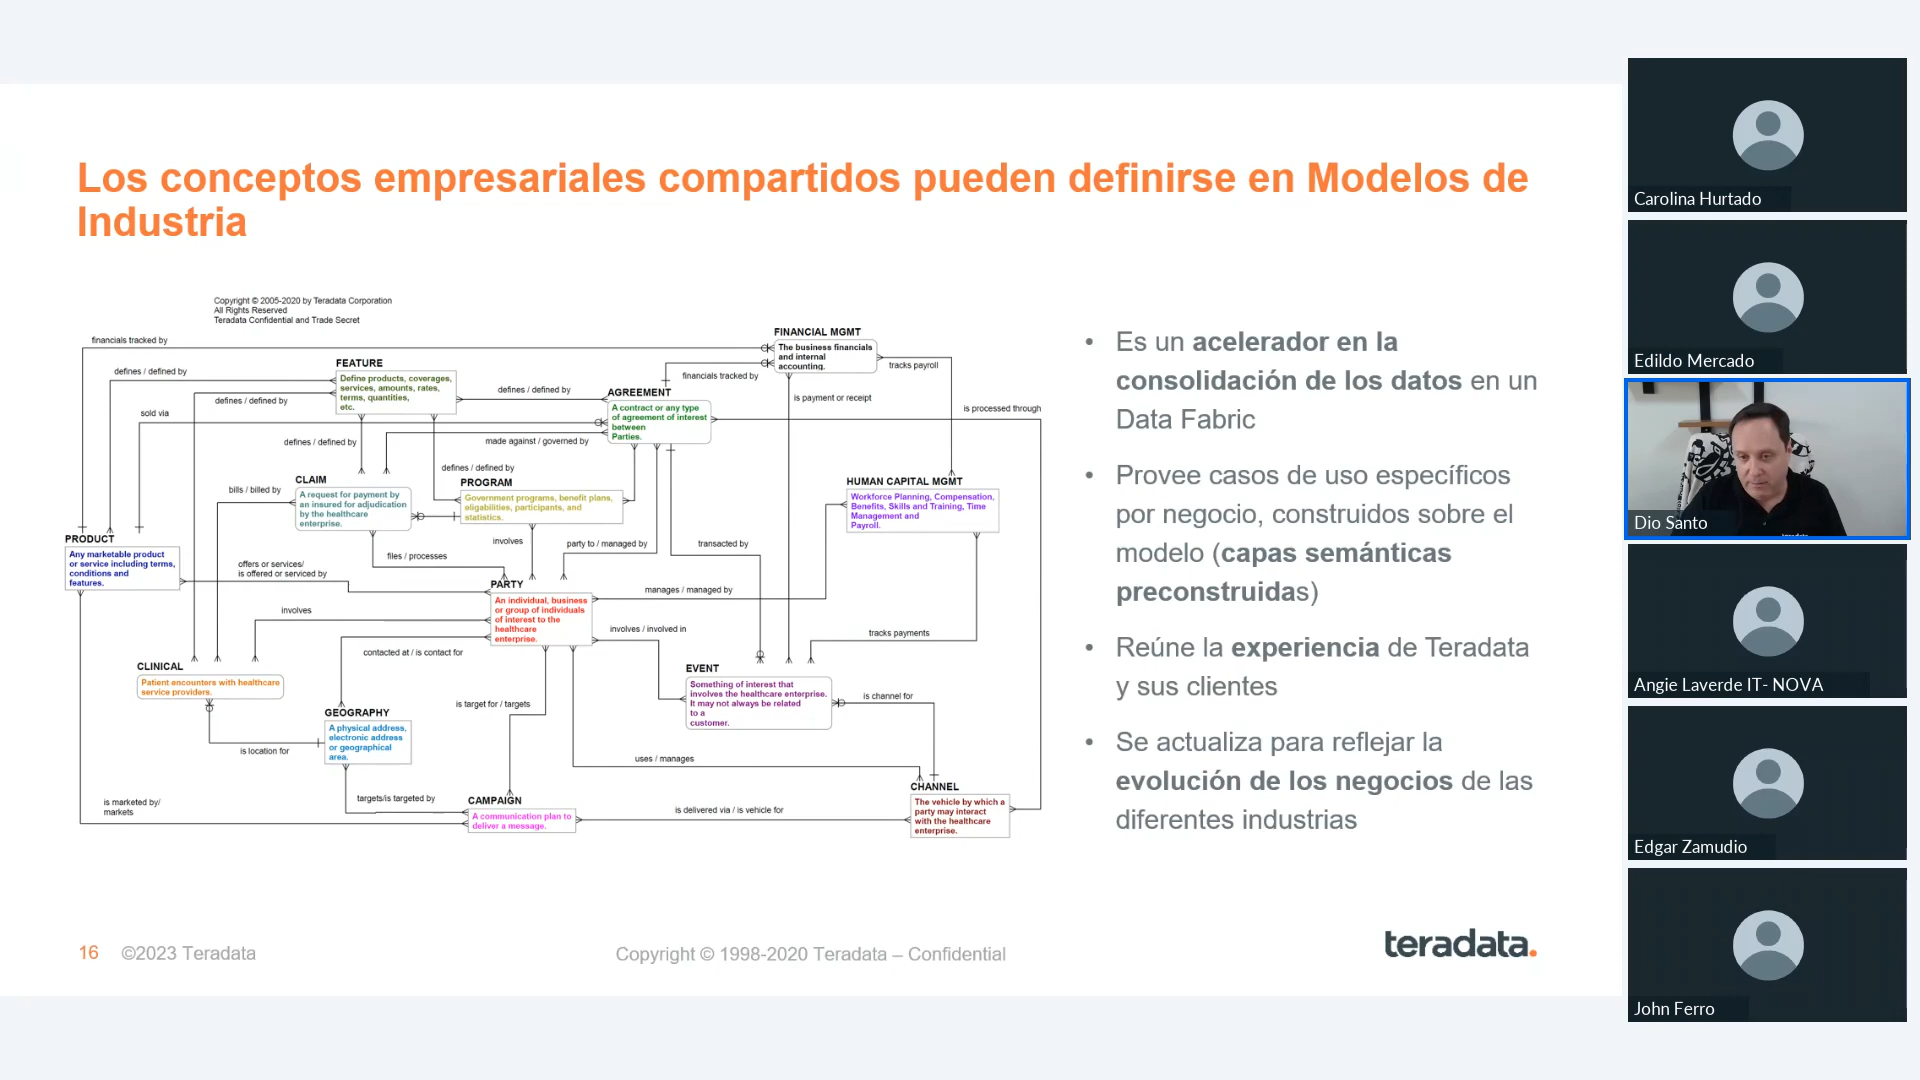 Los conceptos empresariales compartidos pueden definirse en Modelos de
Industria
Copyright © 2005-2020 by Teradata Corporation
All Rights Reserved
Teradata Confidential and Trade Secret
financials tracked by
FINANCIAL MGMT
The business financials
and internal
accounting.
tracks payroll
financials tracked by
is payment or receipt
is processed through
defines / defined by
FEATURE
Define products, coverages,
services, amounts, rates,
terms, quantities,
etc.
defines / defined by
defines / defined by
AGREEMENT
A contract or any type
of agreement of interest
between
Parties.
sold via
defines / defined by
made against / governed by
defines / defined by
CLAIM
A request for payment by
an insured for adjudication
by the healthcare
enterprise.
bills / billed by
PROGRAM
Government programs, benefit plans,
eligabilities, participants, and
statistics.
HUMAN CAPITAL MGMT
Workforce Planning, Compensation,
Benefits, Skills and Training, Time
Management and
Payroll.
PRODUCT
Any marketable product
or service including terms,
conditions and
features.
involves
files / processes
party to / managed by
transacted by
offers or services/
is offered or serviced by
PARTY
An individual, business
or group of individuals
of interest to the
healthcare
enterprise.
manages / managed by
involves
involves / involved in
tracks payments
contacted at / is contact for
CLINICAL
Patient encounters with healthcare
service providers.
EVENT
Something of interest that
involves the healthcare enterprise.
It may not always be related
to a
customer.
is channel for
GEOGRAPHY
A physical address,
electronic address
or geographical
area.
is location for
is target for / targets
uses / manages
is marketed by/
markets
targets/is targeted by
CAMPAIGN
A communication plan to
deliver a message.
is delivered via / is vehicle for
CHANNEL
The vehicle by which a
party may interact
with the healthcare
enterprise.
• Es un acelerador en la
consolidación de los datos en un
Data Fabric
• Provee casos de uso específicos
por negocio, construidos sobre el
modelo (capas semánticas
preconstruidas)
• Reúne la experiencia de Teradata
y sus clientes
• Se actualiza para reflejar la
evolución de los negocios de las
diferentes industrias
16 ©2023 Teradata
Copyright © 1998-2020 Teradata – Confidential
teradata.
Carolina Hurtado
Edildo Mercado
Dio Santo
Angie Laverde IT- NOVA
Edgar Zamudio
John Ferro